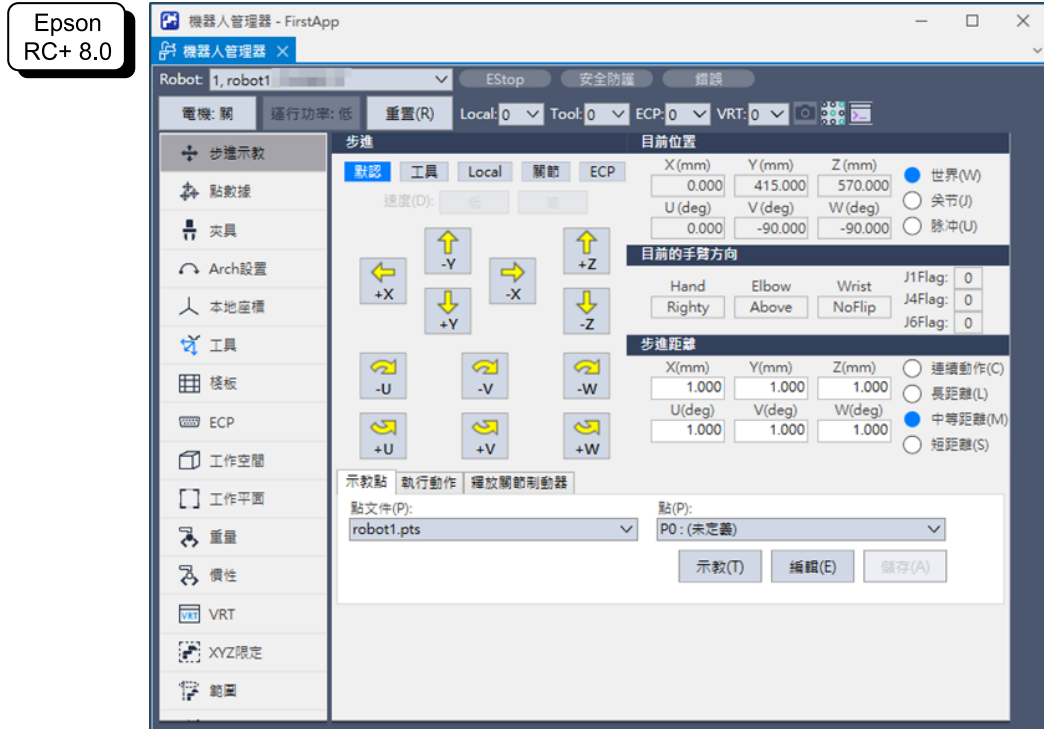 Epson
RC+ 8.0
機器人管理器 - FirstApp
機器人管理器
Robot: 1, robot1
EStop 安全防護 錯誤
電機: 關 運行功率: 低 重置(R) Local: 0 Tool: 0 ECP: 0 VRT: 0
步進示教
點數據
夾具
Arch設置
本地座標
工具
棧板
ECP
工作空間
工作平面
重量
慣性
VRT
XYZ限定
範圍
步進
默認 工具 Local 關節 ECP
速度(D): 低 高
-Y +Z
+X -X
+Y -Z
-U -V -W
+U +V +W
目前位置
X(mm) Y(mm) Z(mm)
0.000 415.000 570.000
U(deg) V(deg) W(deg)
0.000 -90.000 -90.000
世界(W)
关节(J)
脉冲(U)
目前的手臂方向
Hand Elbow Wrist
Righty Above NoFlip
J1Flag: 0
J4Flag: 0
J6Flag: 0
步進距離
X(mm) Y(mm) Z(mm)
1.000 1.000 1.000
U(deg) V(deg) W(deg)
1.000 1.000 1.000
連續動作(C)
長距離(L)
中等距離(M)
短距離(S)
示教點 執行動作 釋放關節制動器
點文件(P): 點(P):
robot1.pts P0 : (未定義)
示教(T) 編輯(E) 儲存(A)